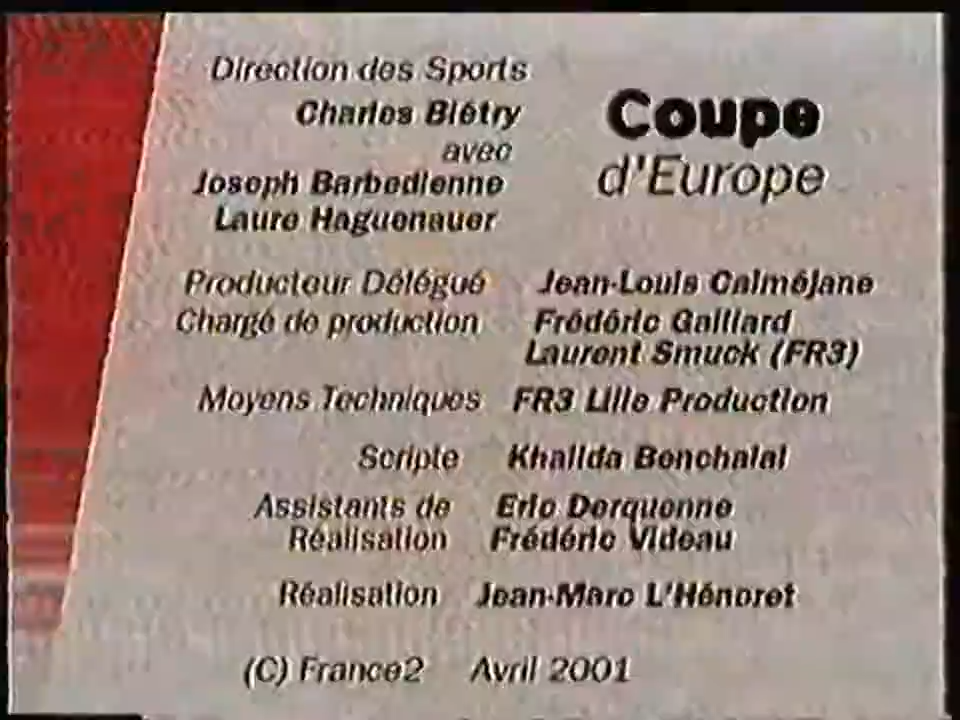 Direction des Sports
Charles Biétry
avec
Joseph Barbedienne
Laure Haguenauer
Coupe
d'Europe
Producteur Délégué Jean-Louis Calméjane
Chargé de production Frédéric Gaillard
Laurent Smuck (FR3)
Moyens Techniques FR3 Lille Production
Scripte Khalida Benchalal
Assistants de Eric Derquenne
Réalisation Frédéric Videau
Réalisation Jean-Marc L'Hénoret
(C) France2 Avril 2001